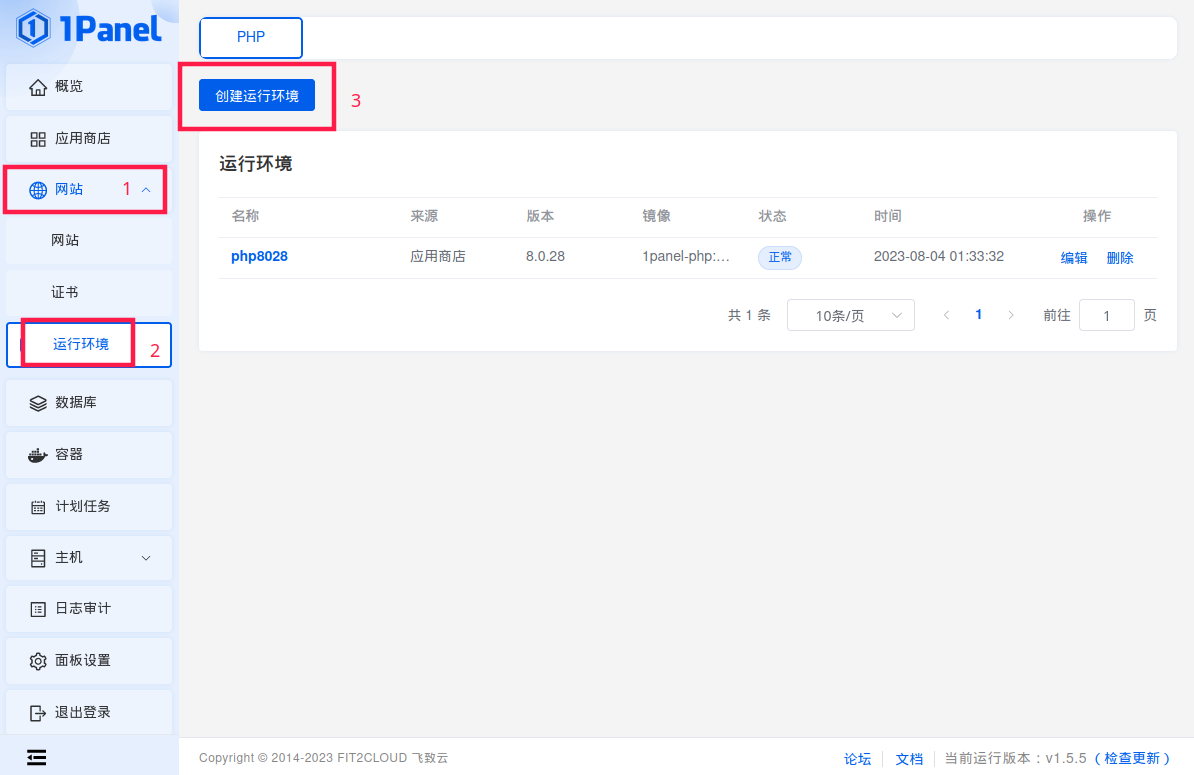 1Panel
概览
应用商店
网站 1
网站
证书
运行环境 2
数据库
容器
计划任务
主机
日志审计
面板设置
退出登录
PHP
创建运行环境 3
运行环境
名称 来源 版本 镜像 状态 时间 操作
php8028 应用商店 8.0.28 1panel-php:... 正常 2023-08-04 01:33:32 编辑 删除
共 1 条 10条/页 1 前往 1 页
Copyright © 2014-2023 FIT2CLOUD 飞致云 论坛 文档 当前运行版本：v1.5.5（检查更新）